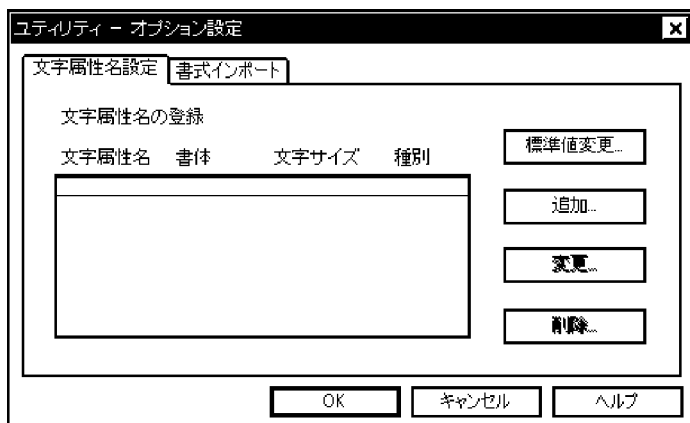 ユティリティ － オプション設定
文字属性名設定 書式インポート
文字属性名の登録
文字属性名 書体 文字サイズ 種別
標準値変更...
追加...
変更...
削除...
OK キャンセル ヘルプ